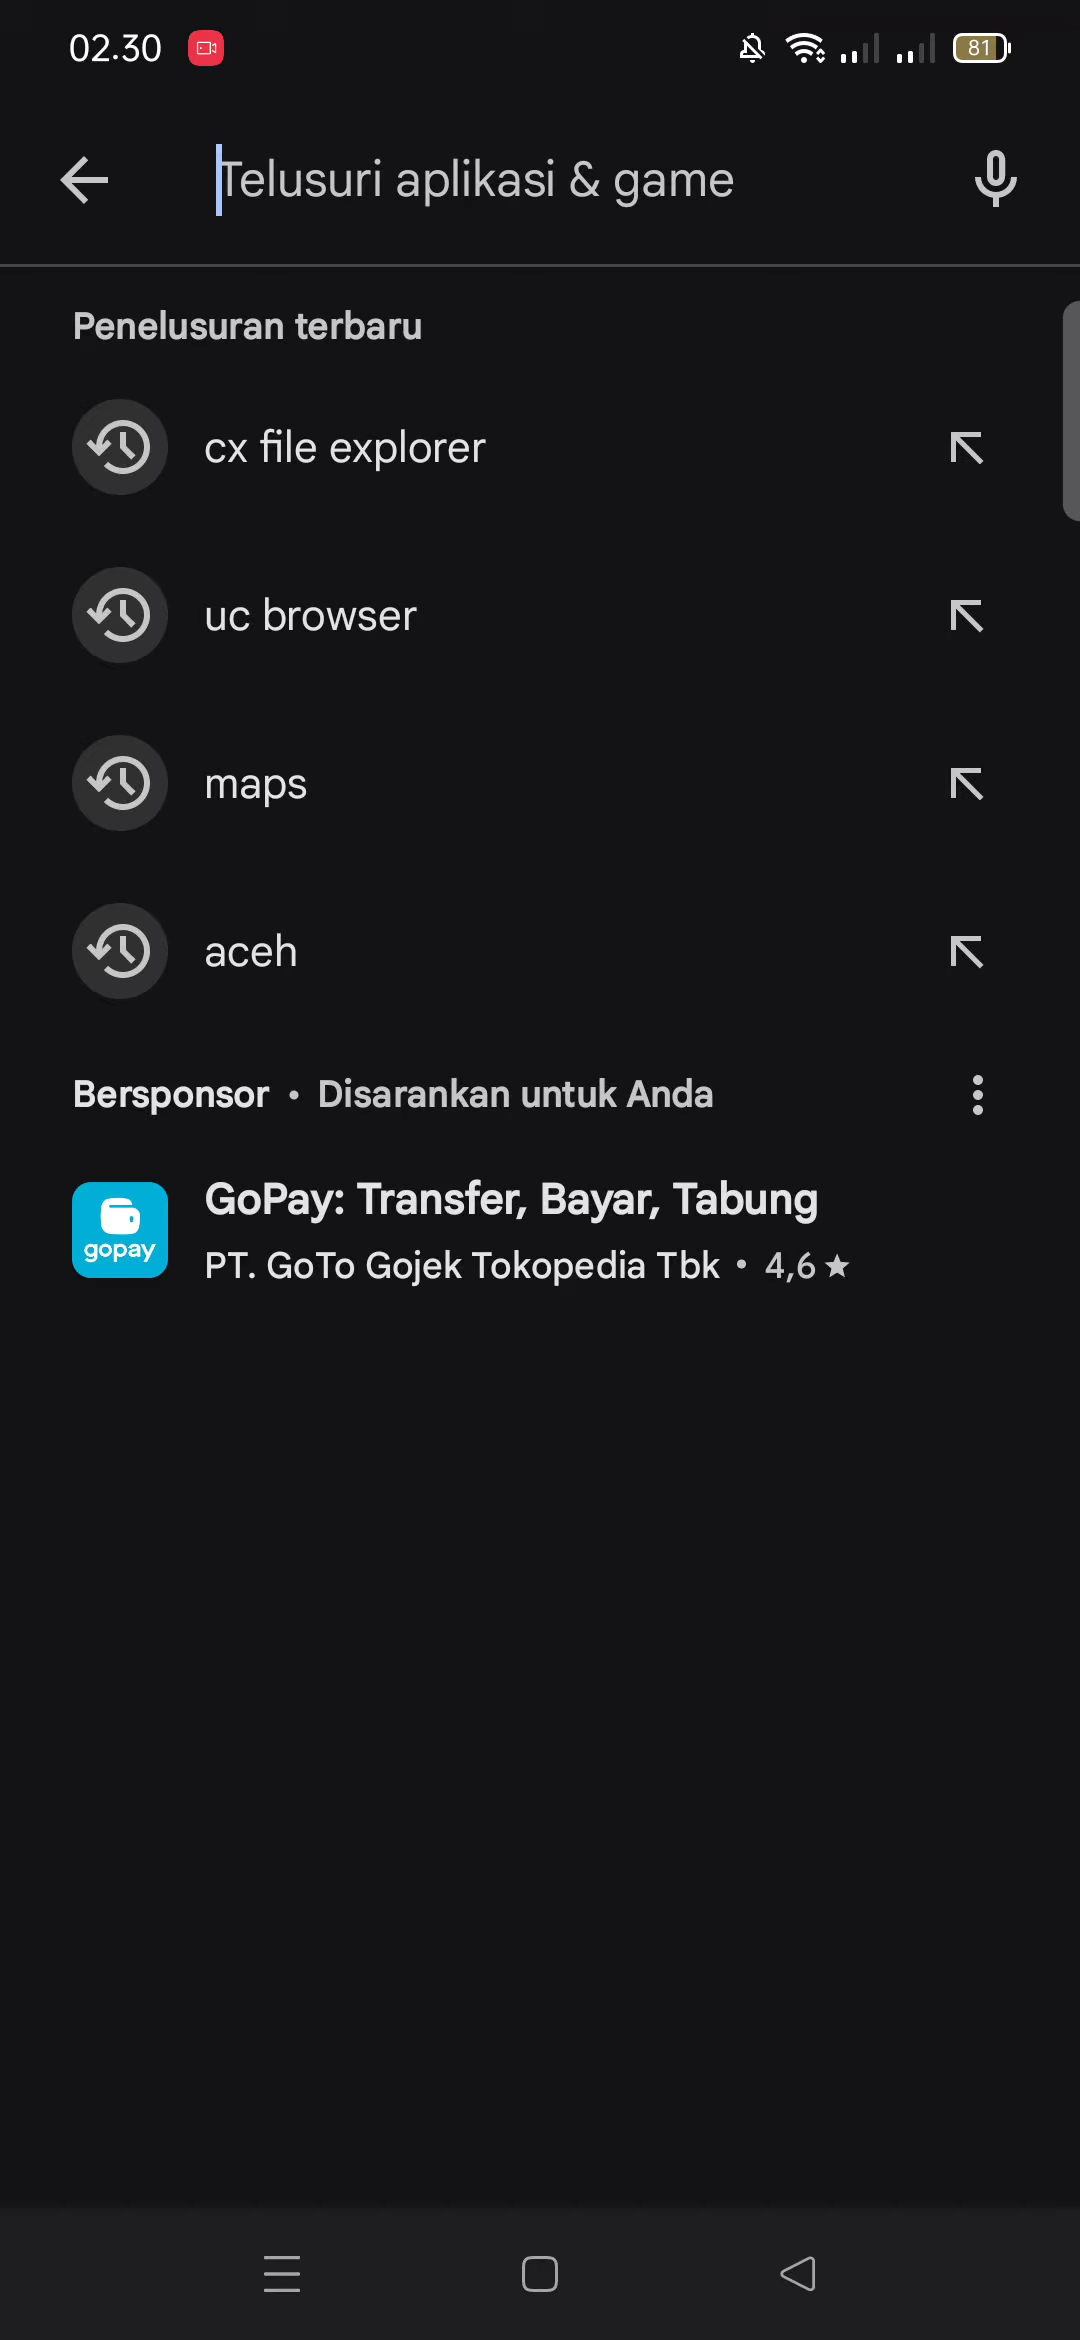 02.30
81
Telusuri aplikasi & game
Penelusuran terbaru
cx file explorer
uc browser
maps
aceh
Bersponsor • Disarankan untuk Anda
gopay
GoPay: Transfer, Bayar, Tabung
PT. GoTo Gojek Tokopedia Tbk • 4,6 ★